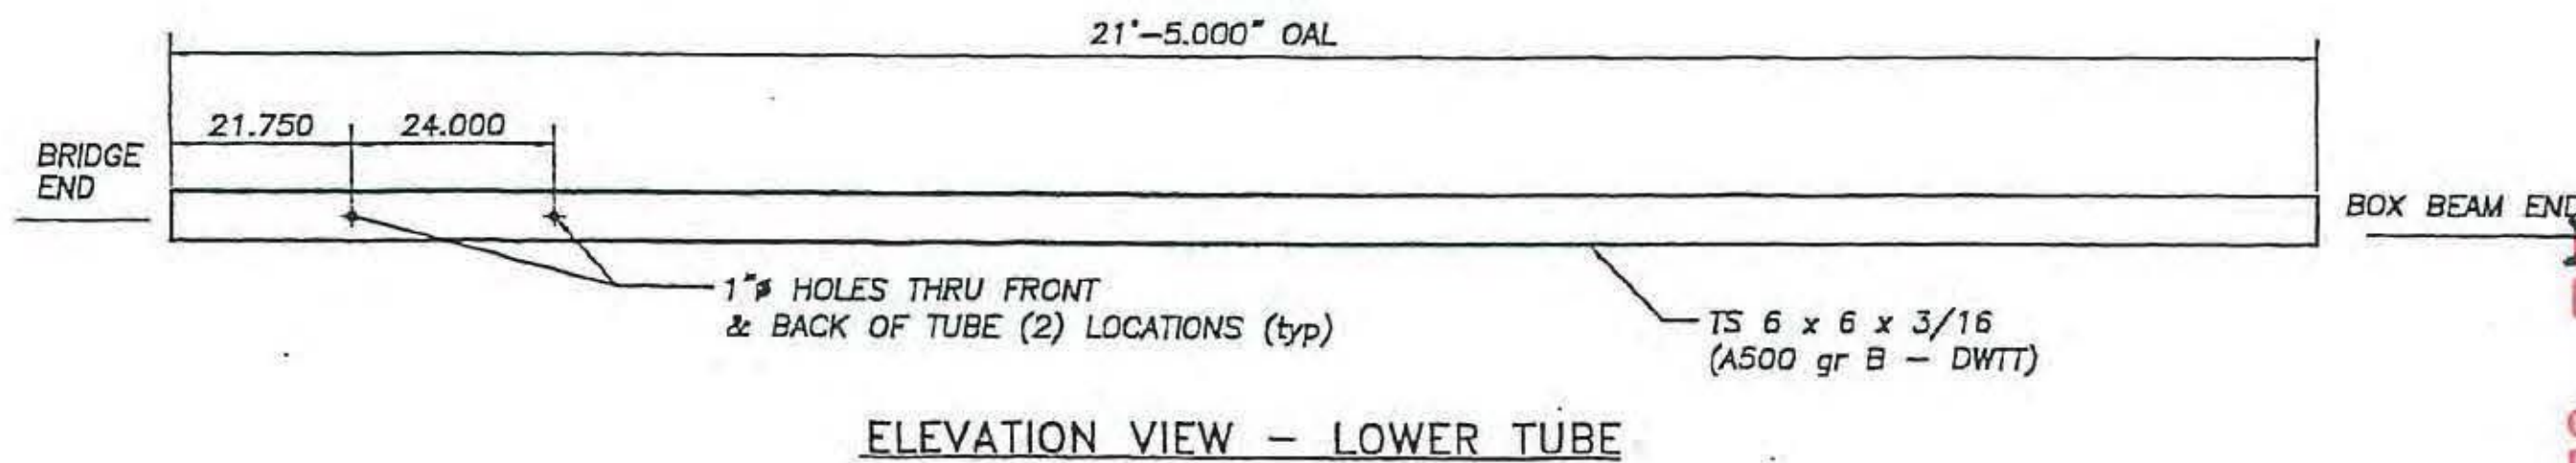 21'-5.000" OAL
21.750 24.000
BRIDGE
END
BOX BEAM END
1"ø HOLES THRU FRONT
& BACK OF TUBE (2) LOCATIONS (typ)
TS 6 x 6 x 3/16
(A500 gr B - DWTT)
ELEVATION VIEW - LOWER TUBE